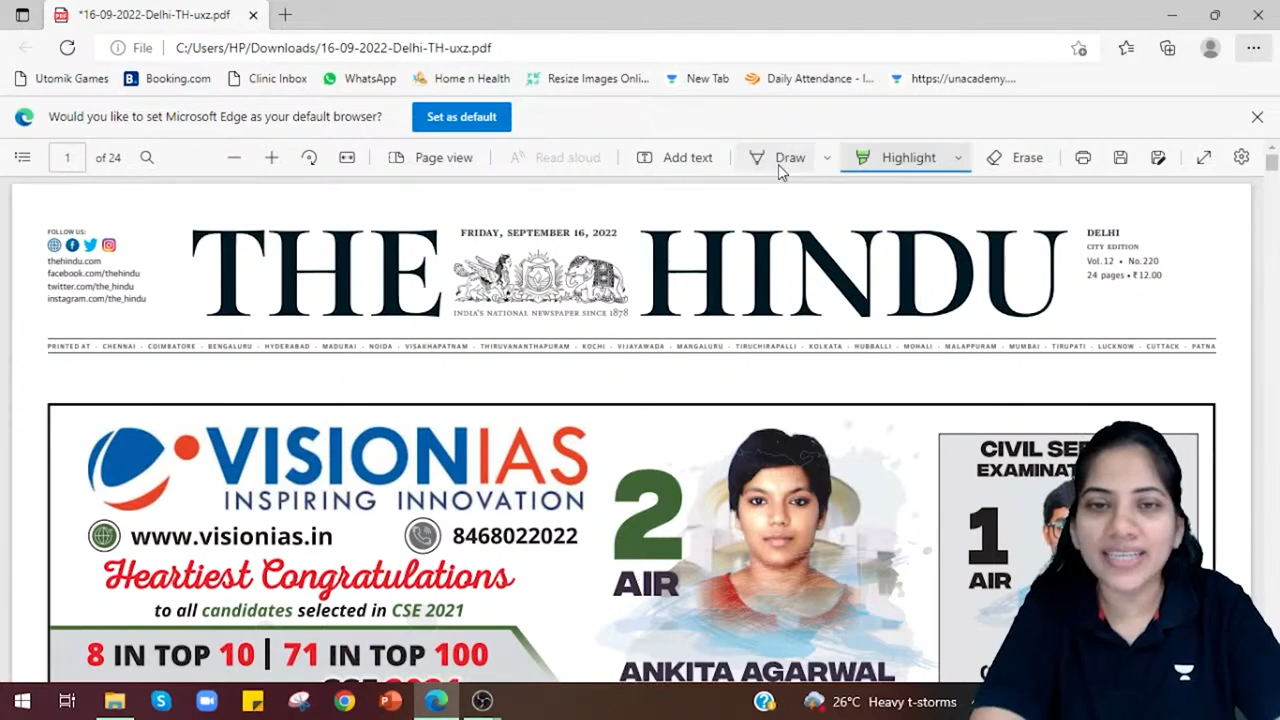 *16-09-2022-Delhi-TH-uxz.pdf
File C:/Users/HP/Downloads/16-09-2022-Delhi-TH-uxz.pdf
Utomik Games B. Booking.com Clinic Inbox WhatsApp Home n Health Resize Images Onli... New Tab Daily Attendance - I... https://unacademy....
Would you like to set Microsoft Edge as your default browser? Set as default
1 of 24 Page view Read aloud Add text Draw Highlight Erase
FOLLOW US:
thehindu.com
facebook.com/thehindu
twitter.com/the_hindu
instagram.com/the_hindu
THE HINDU
FRIDAY, SEPTEMBER 16, 2022
INDIA'S NATIONAL NEWSPAPER SINCE 1878
DELHI
CITY EDITION
Vol.12 • No.220
24 pages • ₹12.00
PRINTED AT - CHENNAI - COIMBATORE - BENGALURU - HYDERABAD - MADURAI - NOIDA - VISAKHAPATNAM - THIRUVANANTHAPURAM - KOCHI - VIJAYAWADA - MANGALURU - TIRUCHIRAPALLI - KOLKATA - HUBBALLI - MOHALI - MALAPPURAM - MUMBAI - TIRUPATI - LUCKNOW - CUTTACK - PATNA
VISIONIAS
INSPIRING INNOVATION
www.visionias.in 8468022022
Heartiest Congratulations
to all candidates selected in CSE 2021
8 IN TOP 10 | 71 IN TOP 100
2
AIR
ANKITA AGARWAL
CIVIL SE
EXAMINAT
1
AIR
26°C Heavy t-storms